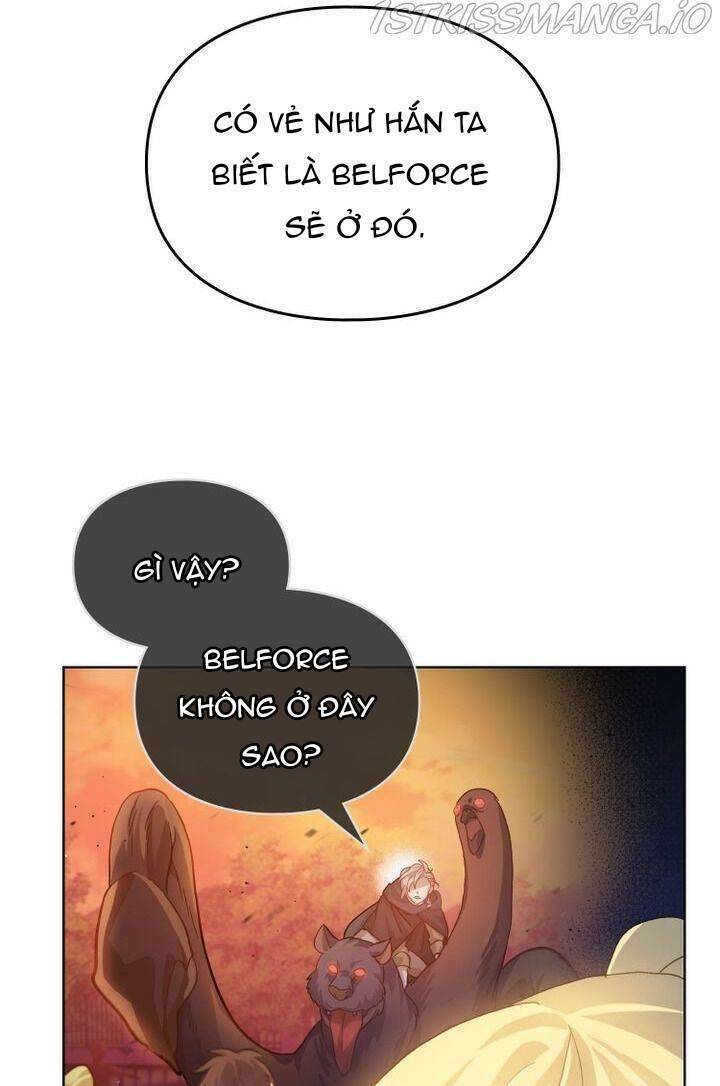 1STKISSMANGA.IO
CÓ VẺ NHƯ HẮN TA
BIẾT LÀ BELFORCE
SẼ Ở ĐÓ.
GÌ VẬY?
BELFORCE
KHÔNG Ở ĐÂY
SAO?